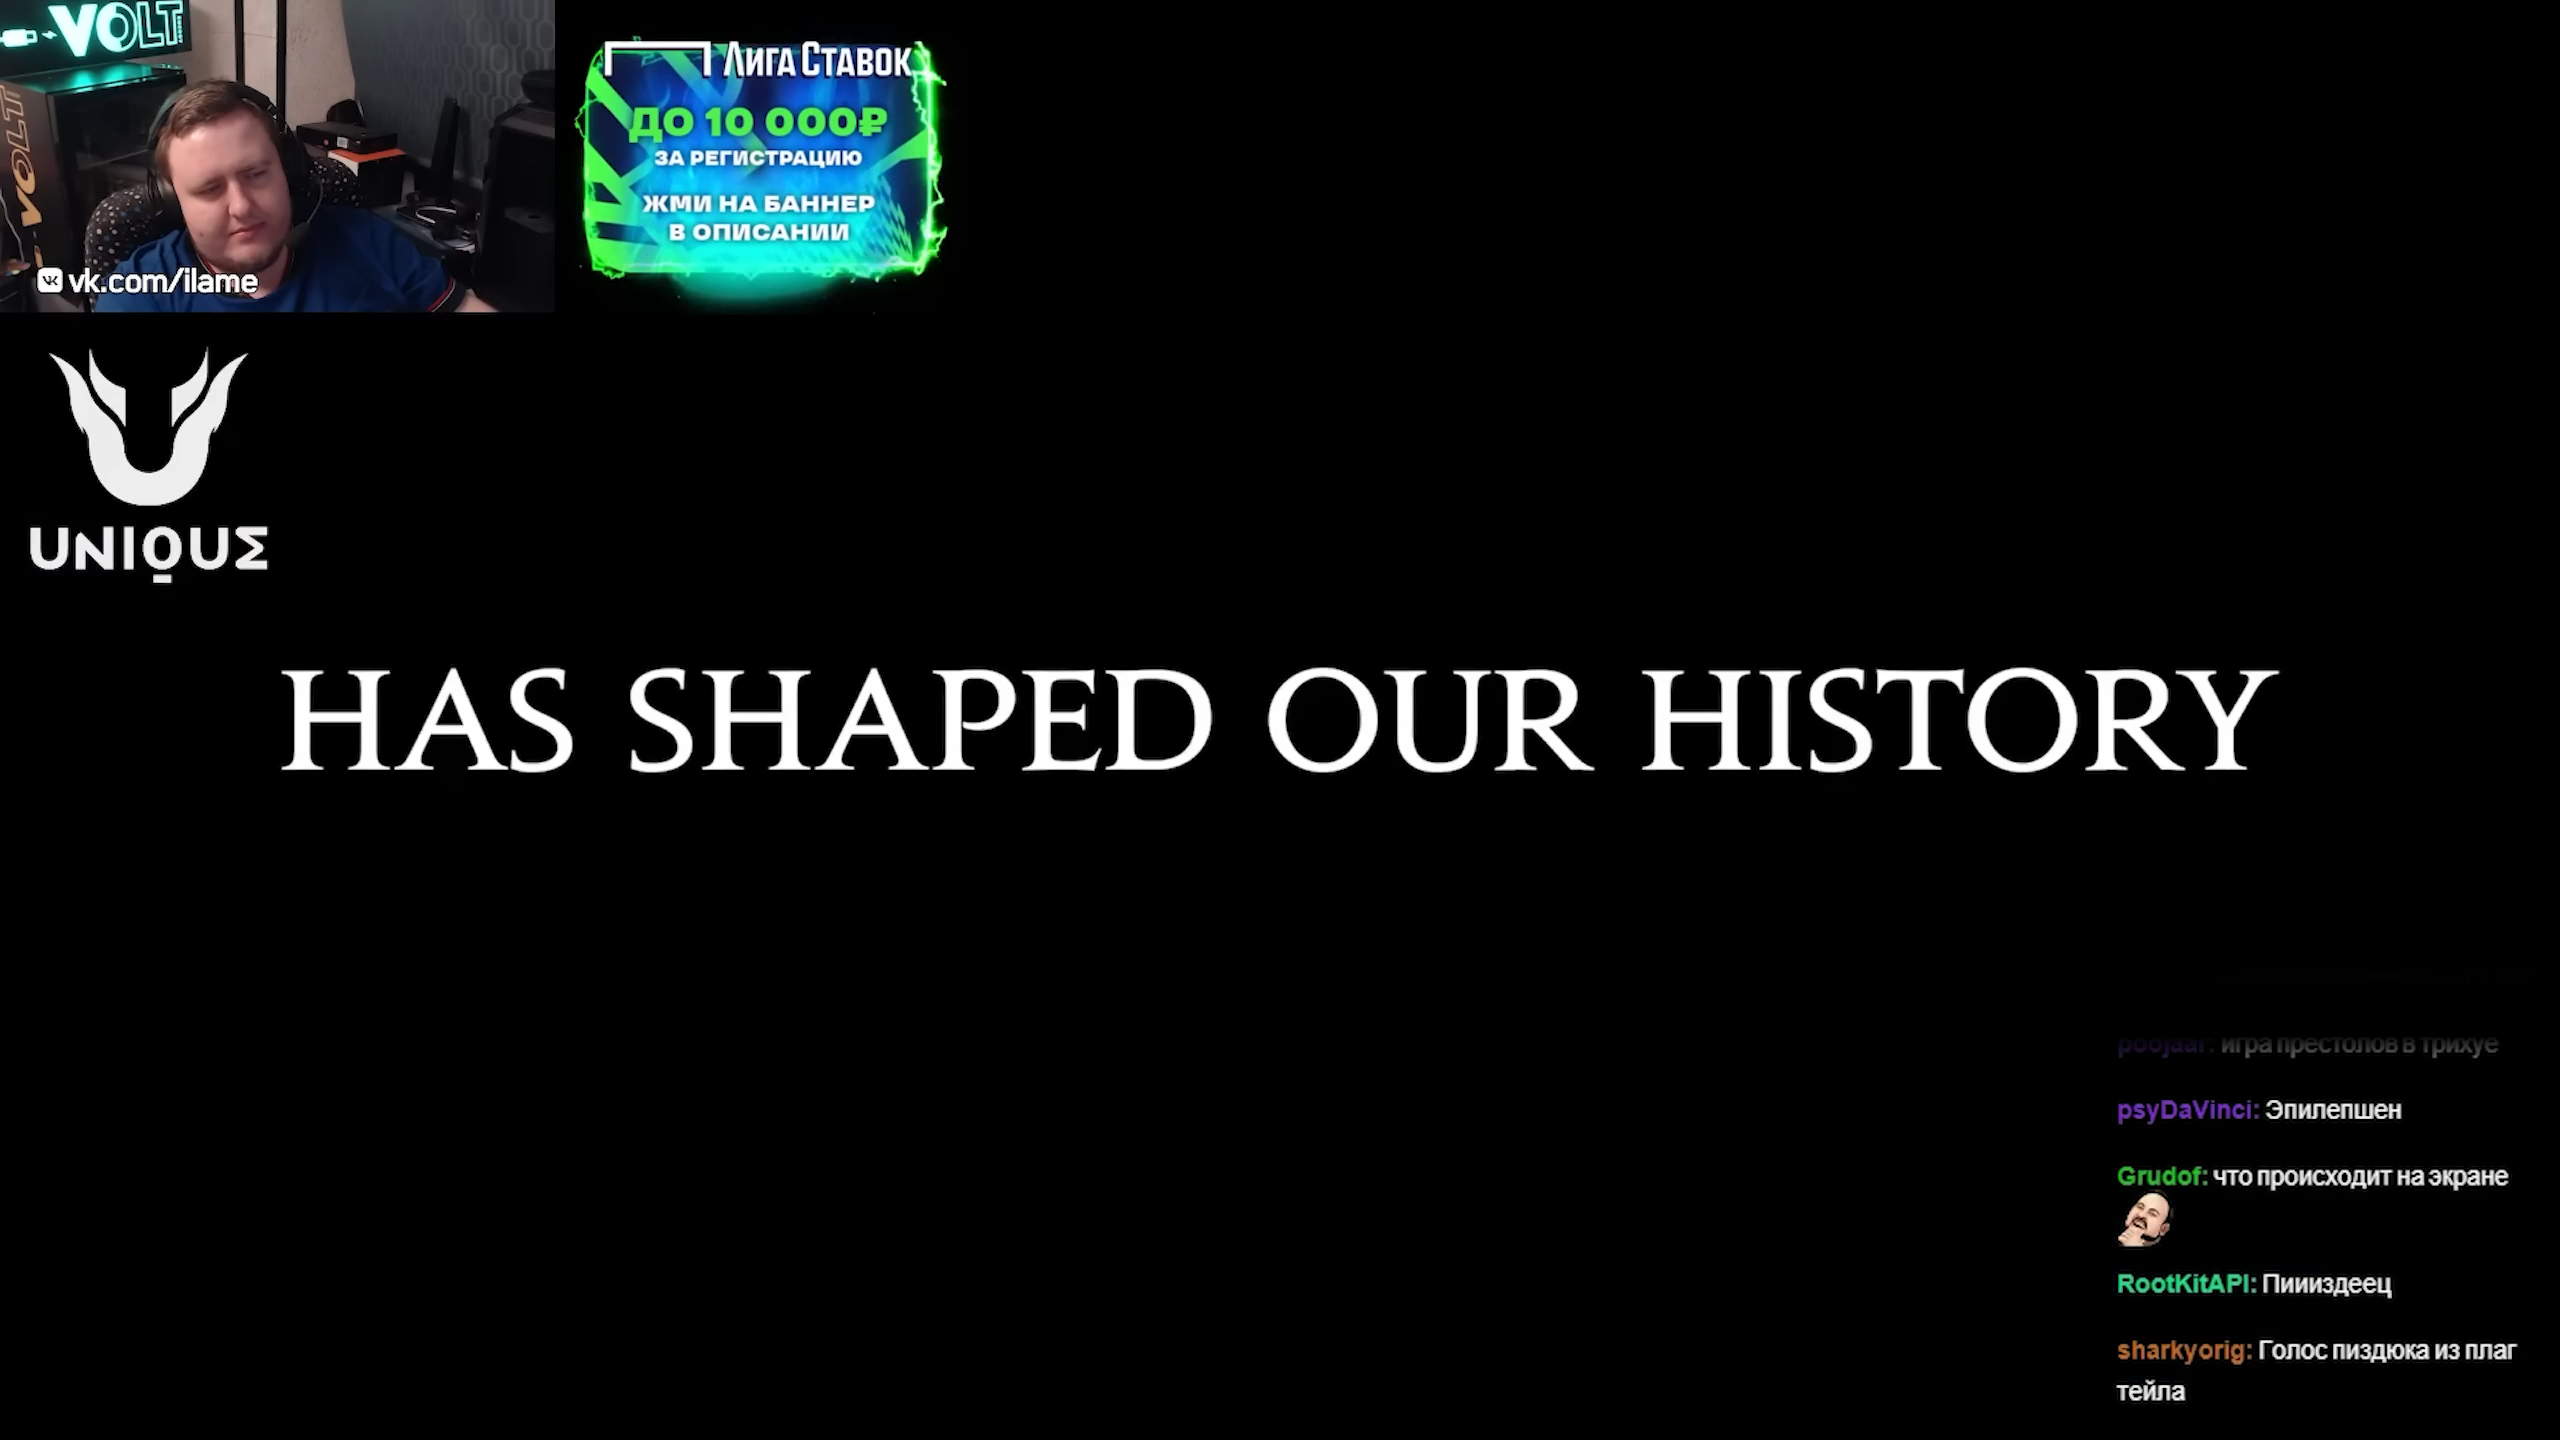 VOLT
VOLT
vk.com/ilame
ЛИГА СТАВОК
ДО 10 000₽
ЗА РЕГИСТРАЦИЮ
ЖМИ НА БАННЕР
В ОПИСАНИИ
UNIQUE
HAS SHAPED OUR HISTORY
poojaar: игра престолов в трихуе
psyDaVinci: Эпилепшен
Grudof: что происходит на экране
RootKitAPI: Пиииздеец
sharkyorig: Голос пиздюка из плаг
тейла